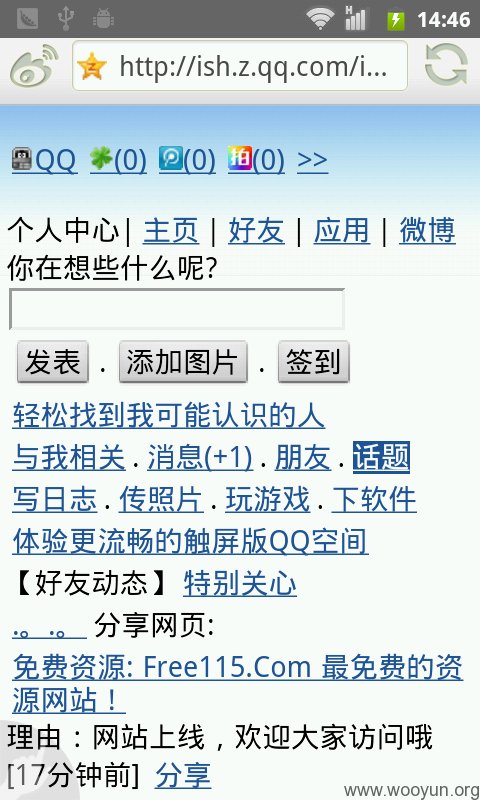 H 14:46
http://ish.z.qq.com/i...
QQ (0) (0) 拍(0) >>
个人中心| 主页 | 好友 | 应用 | 微博
你在想些什么呢?
发表 . 添加图片 . 签到
轻松找到我可能认识的人
与我相关 . 消息(+1) . 朋友 . 话题
写日志 . 传照片 . 玩游戏 . 下软件
体验更流畅的触屏版QQ空间
【好友动态】 特别关心
.。 .。 分享网页:
免费资源: Free115.Com 最免费的资
源网站！
理由：网站上线，欢迎大家访问哦
[17分钟前] 分享
www.wooyun.org